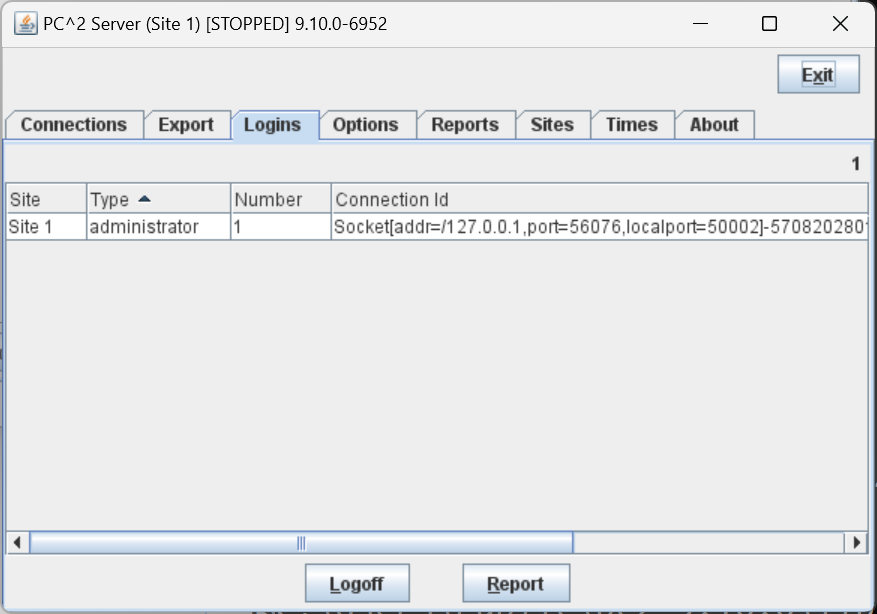 PC^2 Server (Site 1) [STOPPED] 9.10.0-6952
Exit
Connections Export Logins Options Reports Sites Times About
1
Site Type Number Connection Id
Site 1 administrator 1 Socket[addr=/127.0.0.1,port=56076,localport=50002]-570820280
Logoff Report